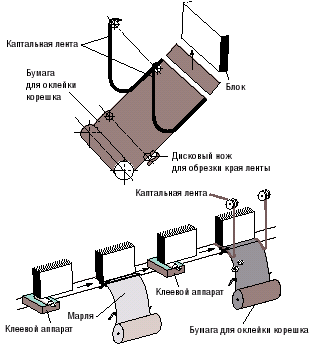 Каптальная лента
Бумага
для оклейки
корешка
Блок
Дисковый нож
для обрезки края ленты
Каптальная лента
Клеевой аппарат
Марля
Клеевой аппарат
Бумага для оклейки корешка